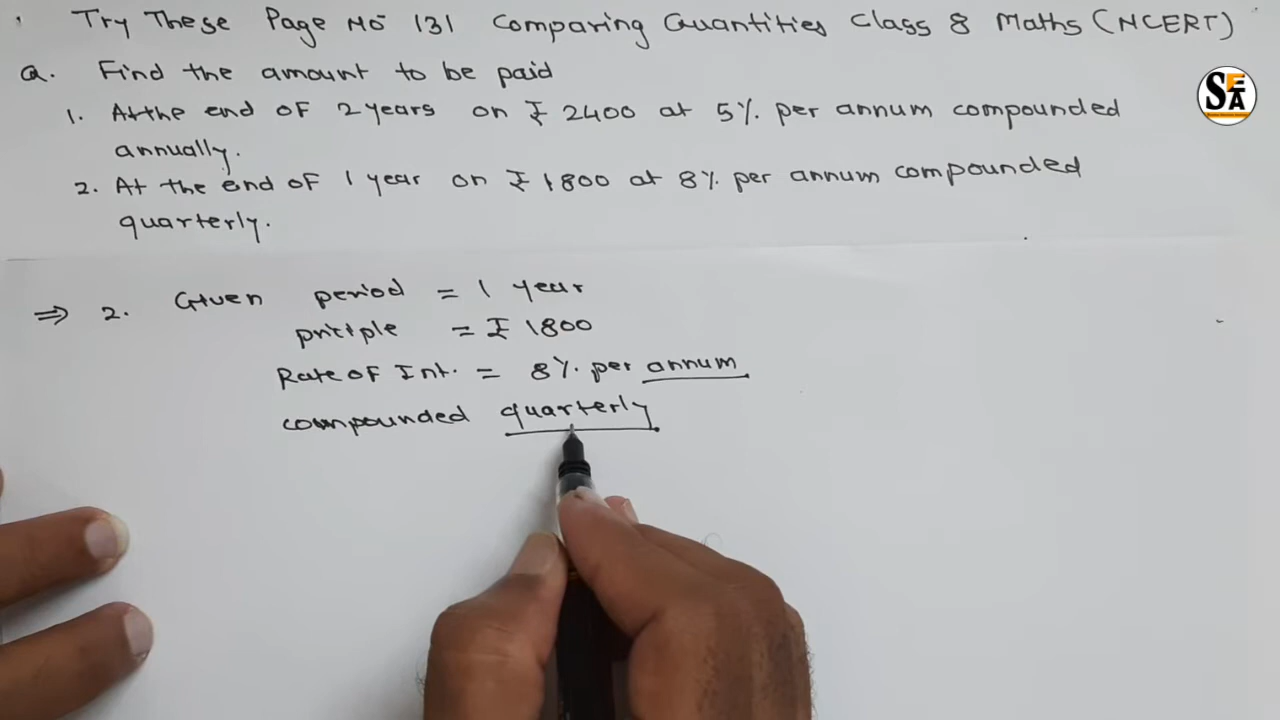 Try These Page No 131 Comparing Quantities Class 8 Maths (NCERT)
Q. Find the amount to be paid
1. At the end of 2 years on ₹ 2400 at 5% per annum compounded
annually.
2. At the end of 1 year on ₹ 1800 at 8% per annum compounded
quarterly.
⇒ 2. Given period = 1 year
pritiple = ₹ 1800
Rate of Int. = 8% per annum
compounded quarterly
SFA